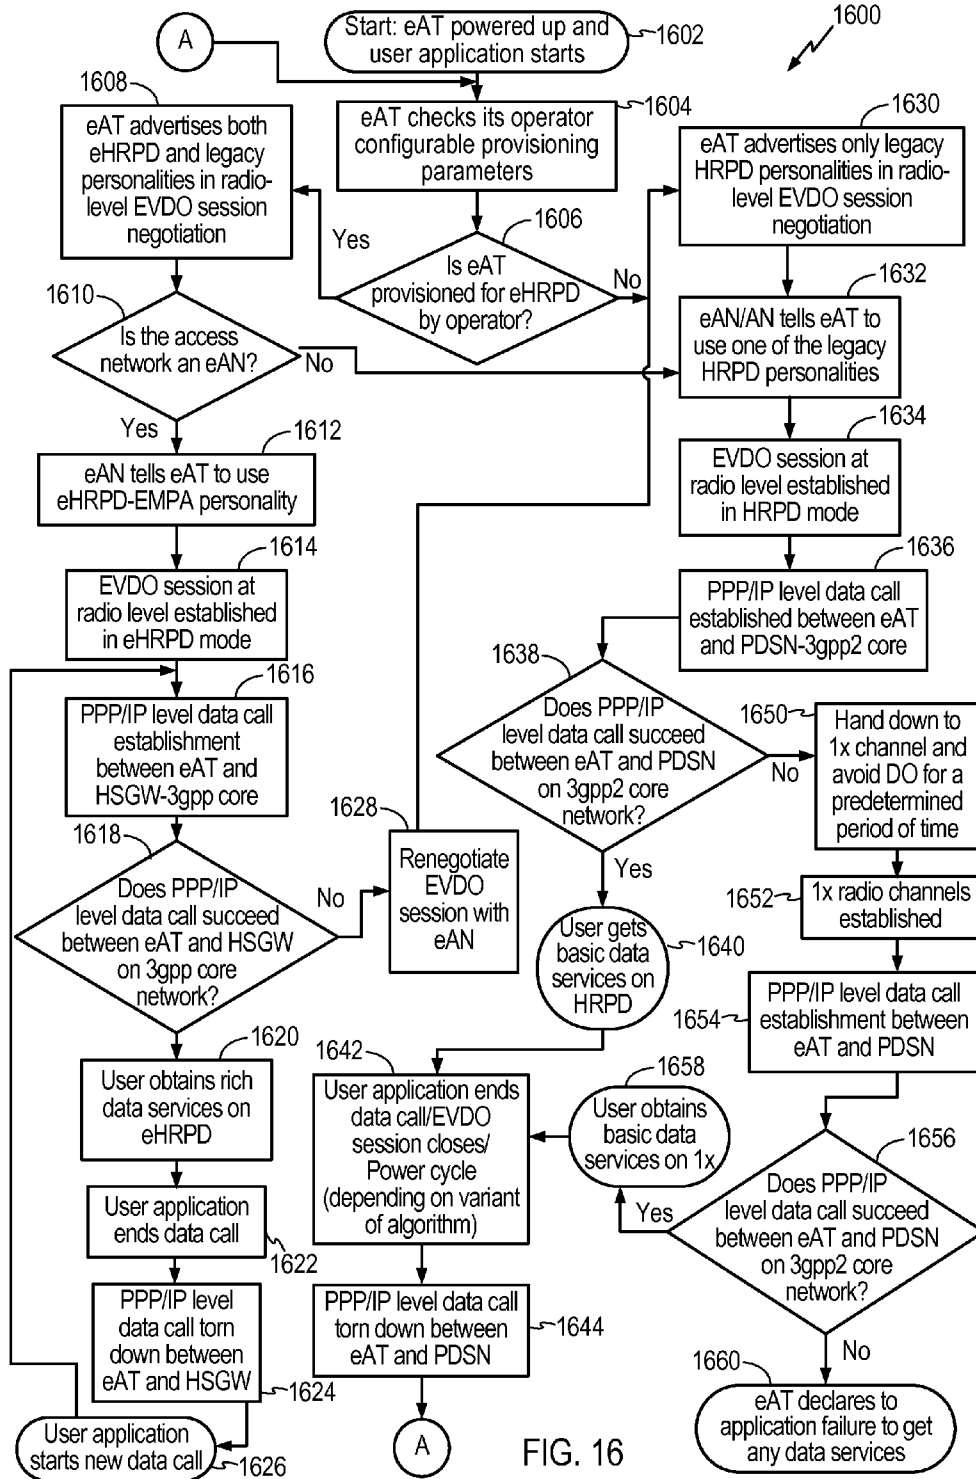 1600
A
Start: eAT powered up and
user application starts
1602
1608
eAT advertises both
eHRPD and legacy
personalities in radio-
level EVDO session
negotiation
1604
eAT checks its operator
configurable provisioning
parameters
1630
eAT advertises only legacy
HRPD personalities in radio-
level EVDO session
negotiation
1606
Yes
Is eAT
provisioned for eHRPD
by operator?
No
1610
Is the access
network an eAN?
No
Yes
1632
eAN/AN tells eAT to
use one of the legacy
HRPD personalities
1612
eAN tells eAT to use
eHRPD-EMPA personality
1634
EVDO session at
radio level established
in HRPD mode
1614
EVDO session at
radio level established
in eHRPD mode
1636
PPP/IP level data call
established between eAT
and PDSN-3gpp2 core
1616
PPP/IP level data call
establishment
between eAT and
HSGW-3gpp core
1638
Does PPP/IP
level data call succeed
between eAT and PDSN
on 3gpp2 core
network?
No
Yes
1650
Hand down to
1x channel and
avoid DO for a
predetermined
period of time
1618
Does PPP/IP
level data call succeed
between eAT and HSGW
on 3gpp core
network?
No
1628
Renegotiate
EVDO
session with
eAN
1652
1x radio channels
established
User gets
basic data
services on
HRPD
1640
1654
PPP/IP level data call
establishment between
eAT and PDSN
1620
User obtains rich
data services on
eHRPD
1642
User application ends
data call/EVDO
session closes/
Power cycle
(depending on variant
of algorithm)
1658
User obtains
basic data
services on 1x
1656
Does PPP/IP
level data call succeed
between eAT and PDSN
on 3gpp2 core
network?
Yes
No
User application
ends data call
1622
PPP/IP level
data call torn
down between
eAT and HSGW
1624
PPP/IP level data call
torn down between
eAT and PDSN
1644
1660
eAT declares to
application failure to get
any data services
User application
starts new data call
1626
A
FIG. 16